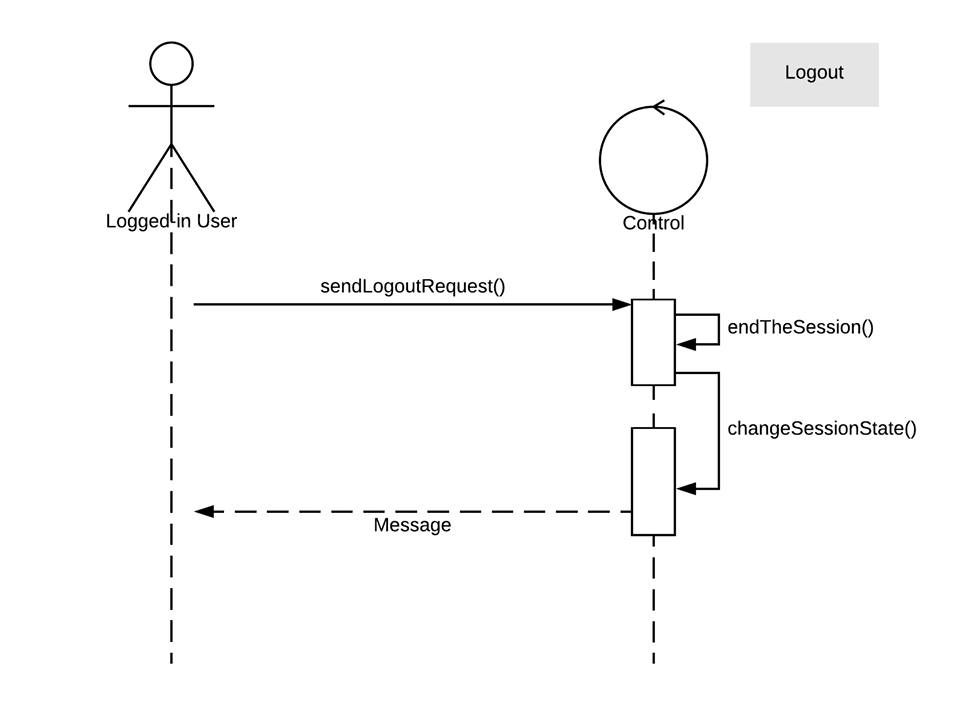 Logout
Logged-in User
Control
sendLogoutRequest()
endTheSession()
changeSessionState()
Message